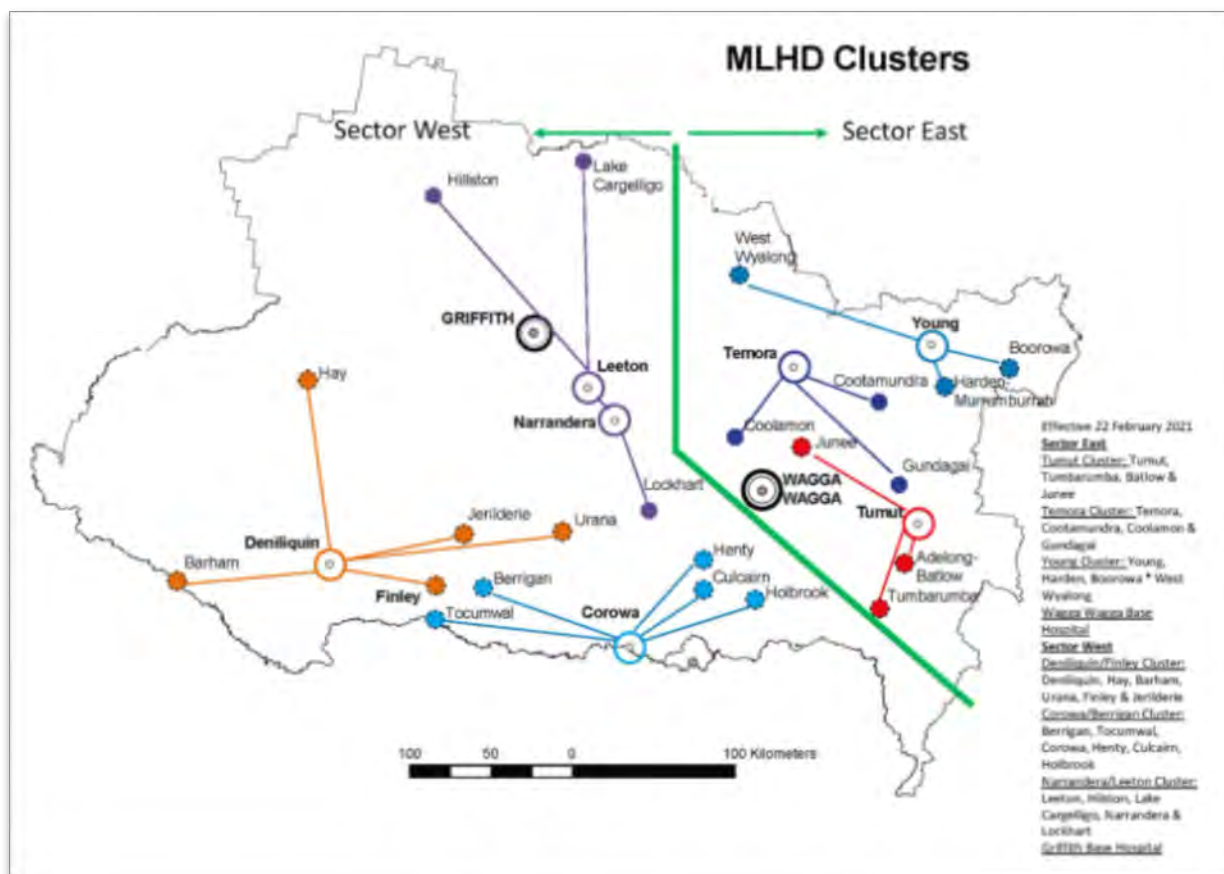 MLHD Clusters
Sector West
Sector East
Hillston
Lake
Cargelligo
West
Wyalong
GRIFFITH
Young
Boorowa
Temora
Leeton
Hay
Cootamundra
Harden-
Murrumburrah
Narrandera
Coolamon
Junee
Gundagai
WAGGA
WAGGA
Lockhart
Tumut
Jerilderie
Urana
Deniliquin
Barham
Henty
Adelong-
Batlow
Berrigan
Culcairn
Finley
Holbrook
Tumbarumba
Tocumwal
Corowa
100 50 0 100 Kilometers
Effective 22 February 2021
Sector East
Tumut Cluster: Tumut,
Tumbarumba, Batlow &
Junee
Temora Cluster: Temora,
Cootamundra, Coolamon &
Gundagai
Young Cluster: Young,
Harden, Boorowa * West
Wyalong
Wagga Wagga Base
Hospital
Sector West
Deniliquin/Finley Cluster:
Deniliquin, Hay, Barham,
Urana, Finley & Jerilderie
Corowa/Berrigan Cluster:
Berrigan, Tocumwal,
Corowa, Henty, Culcairn,
Holbrook
Narrandera/Leeton Cluster:
Leeton, Lake
Cargelligo, Narrandera &
Lockhart
Griffith Base Hospital